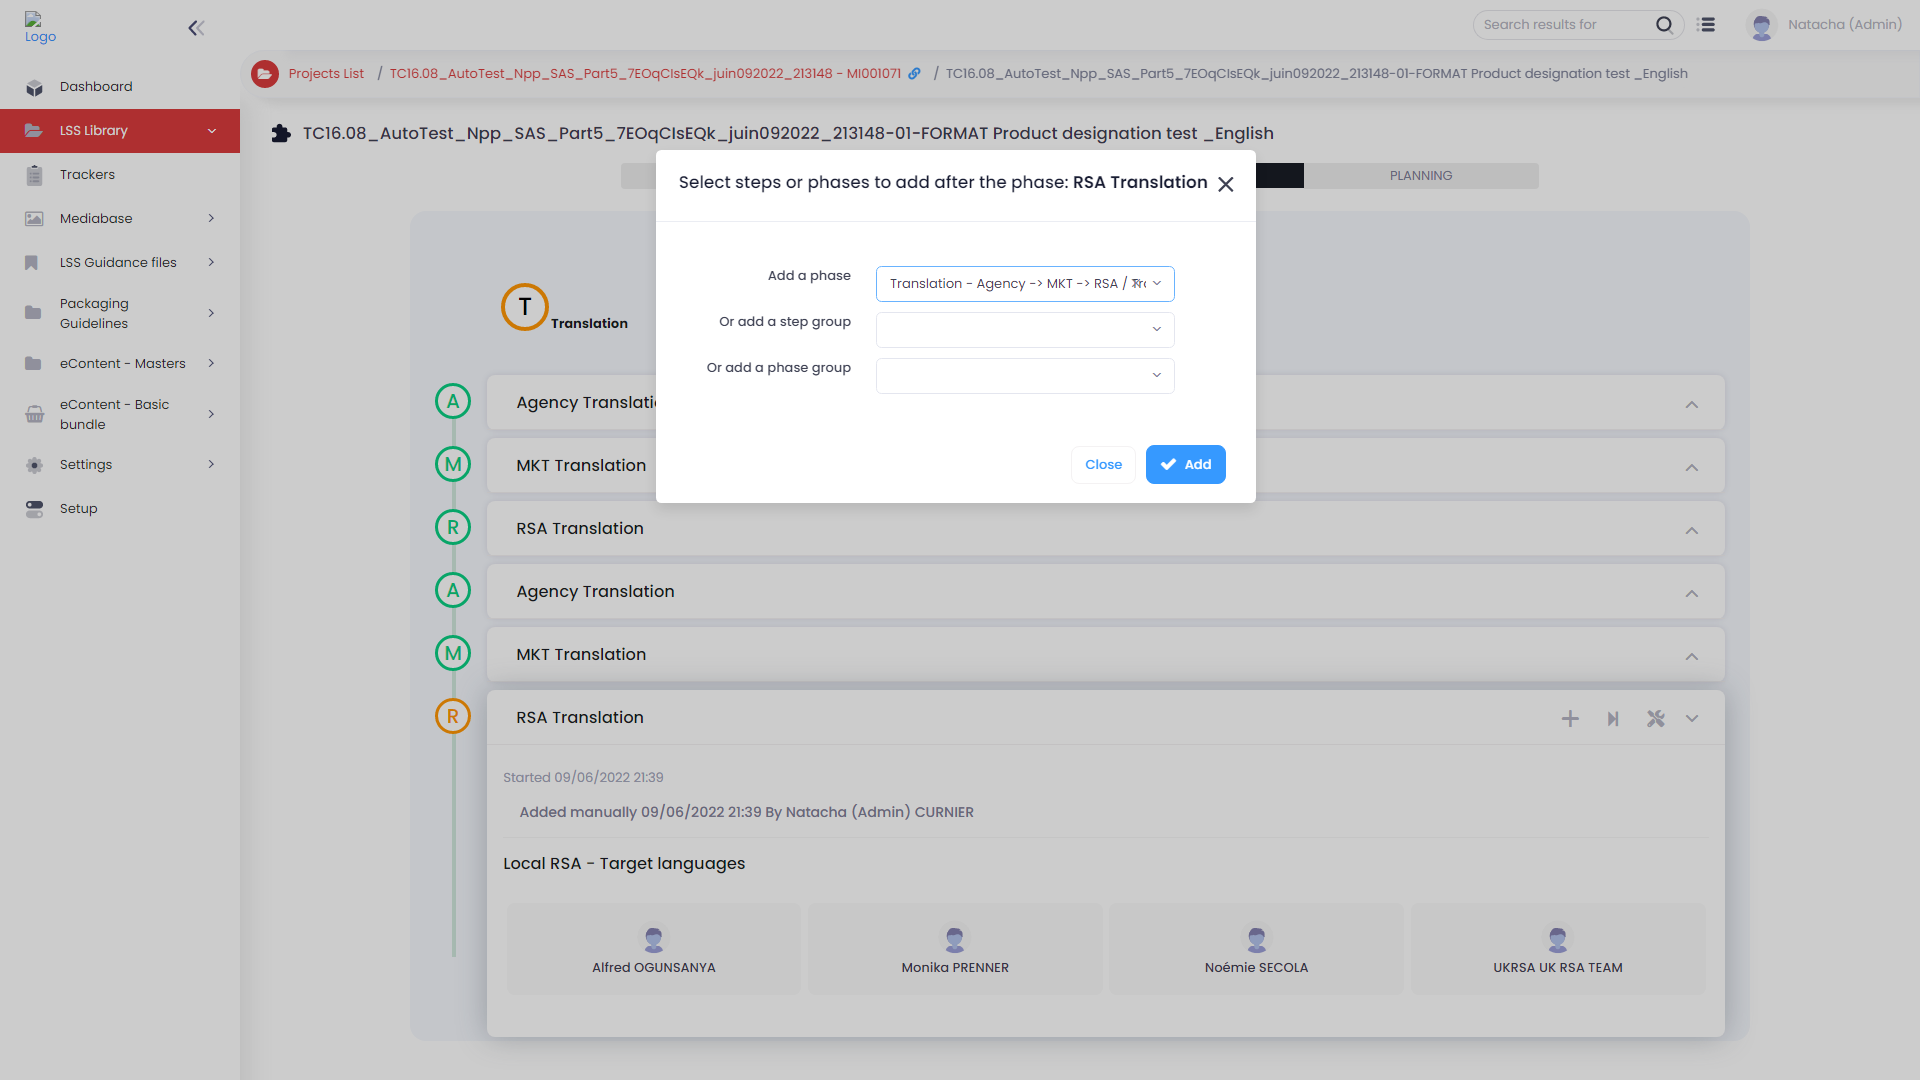 Logo
Search results for
Natacha (Admin)
Projects List / TC16.08_AutoTest_Npp_SAS_Part5_7EOqCIsEQk_juin092022_213148 - MI001071 / TC16.08_AutoTest_Npp_SAS_Part5_7EOqCIsEQk_juin092022_213148-01-FORMAT Product designation test _English
Dashboard
LSS Library
Trackers
Mediabase
LSS Guidance files
Packaging
Guidelines
eContent - Masters
eContent - Basic
bundle
Settings
Setup
TC16.08_AutoTest_Npp_SAS_Part5_7EOqCIsEQk_juin092022_213148-01-FORMAT Product designation test _English
PLANNING
Select steps or phases to add after the phase: RSA Translation
Add a phase
Translation - Agency -> MKT -> RSA /
Or add a step group
Or add a phase group
Close
Add
T
Translation
A
Agency
M
MKT Translation
R
RSA Translation
A
Agency Translation
M
MKT Translation
R
RSA Translation
Started 09/06/2022 21:39
Added manually 09/06/2022 21:39 By Natacha (Admin) CURNIER
Local RSA - Target languages
Alfred OGUNSANYA
Monika PRENNER
Noémie SECOLA
UKRSA UK RSA TEAM